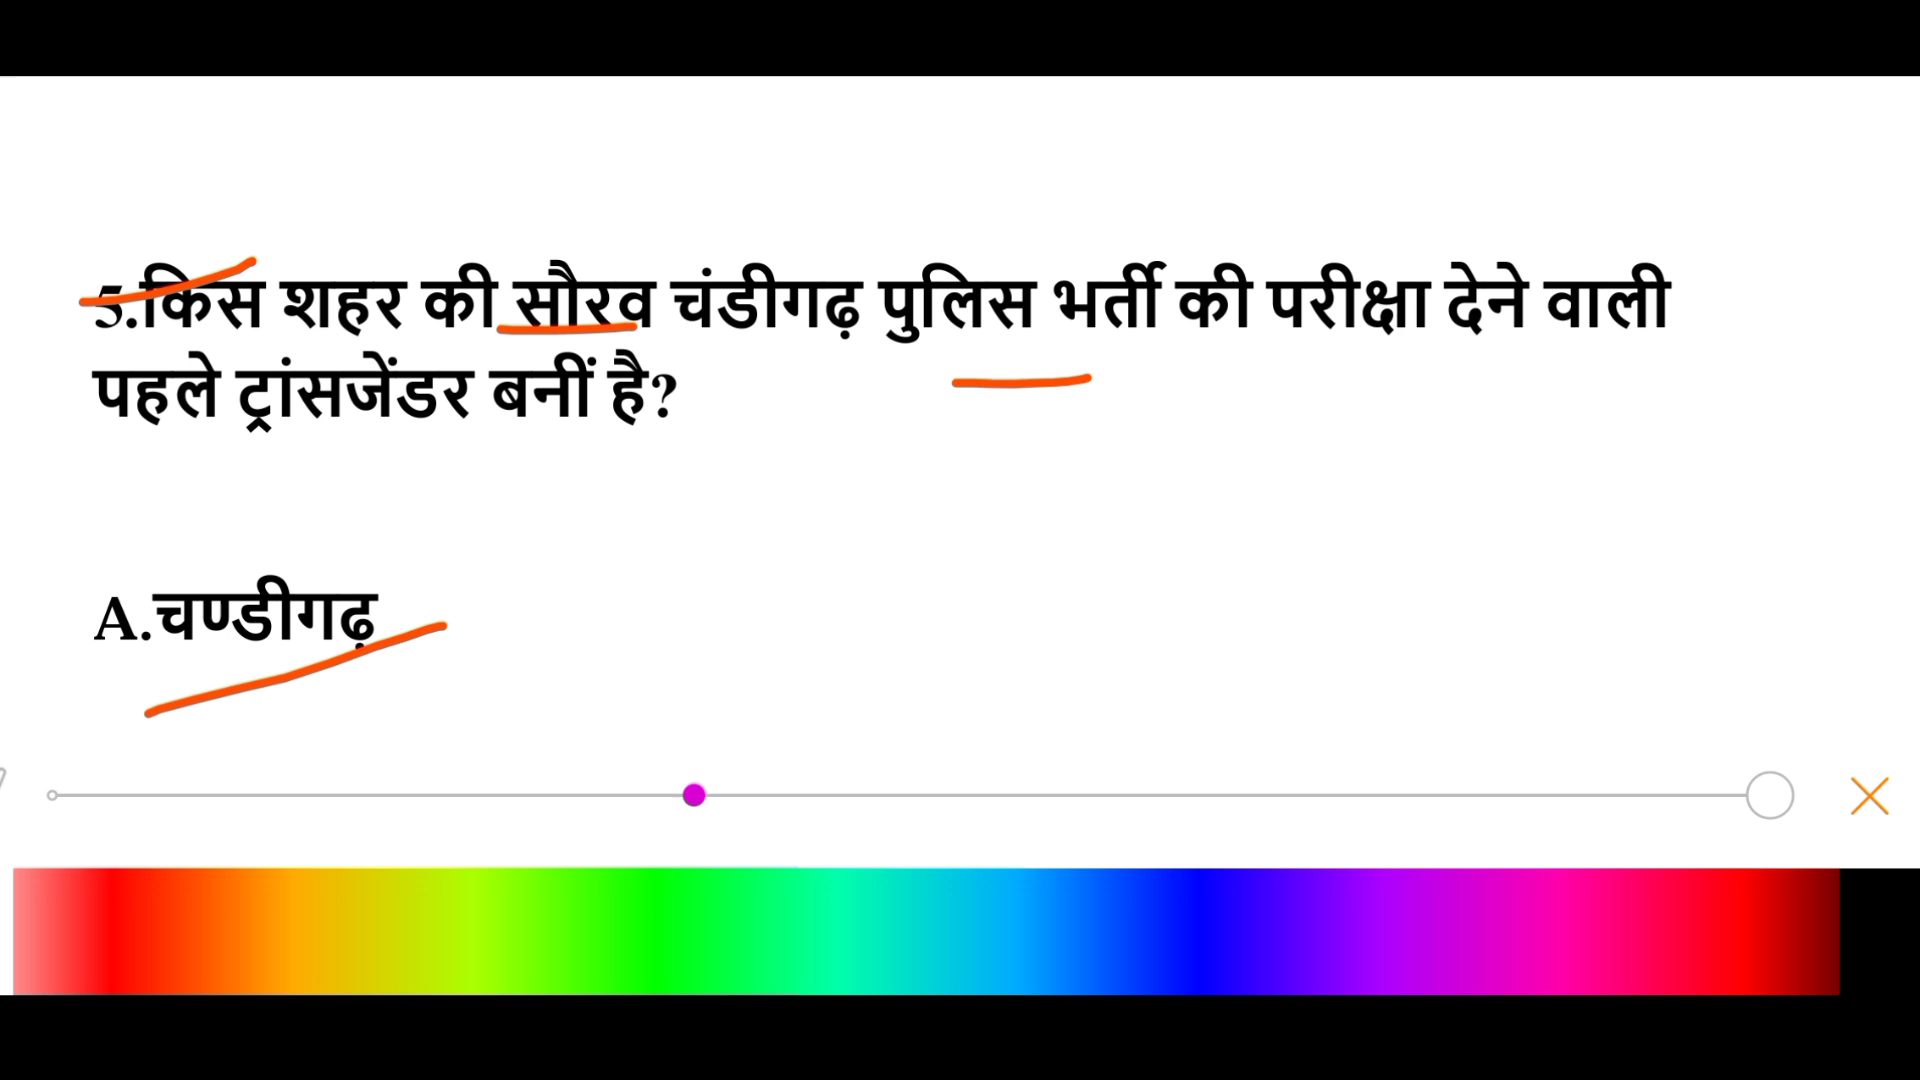 5.किस शहर की सौरव चंडीगढ़ पुलिस भर्ती की परीक्षा देने वाली
पहले ट्रांसजेंडर बनीं है?
A.चण्डीगढ़